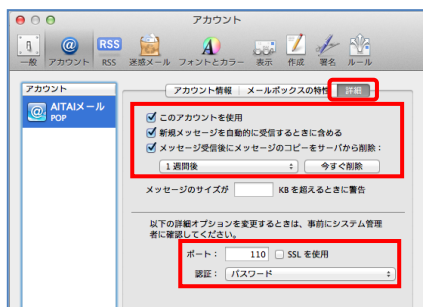 アカウント
一般 アカウント RSS 迷惑メール フォントとカラー 表示 作成 署名 ルール
RSS
アカウント
AITAIメール
POP
アカウント情報 メールボックスの特性 詳細
このアカウントを使用
新規メッセージを自動的に受信するときに含める
メッセージ受信後にメッセージのコピーをサーバから削除：
1 週間後 今すぐ削除
メッセージのサイズが KB を超えるときに警告
以下の詳細オプションを変更するときは、事前にシステム管理
者に確認してください。
ポート： 110 SSL を使用
認証： パスワード